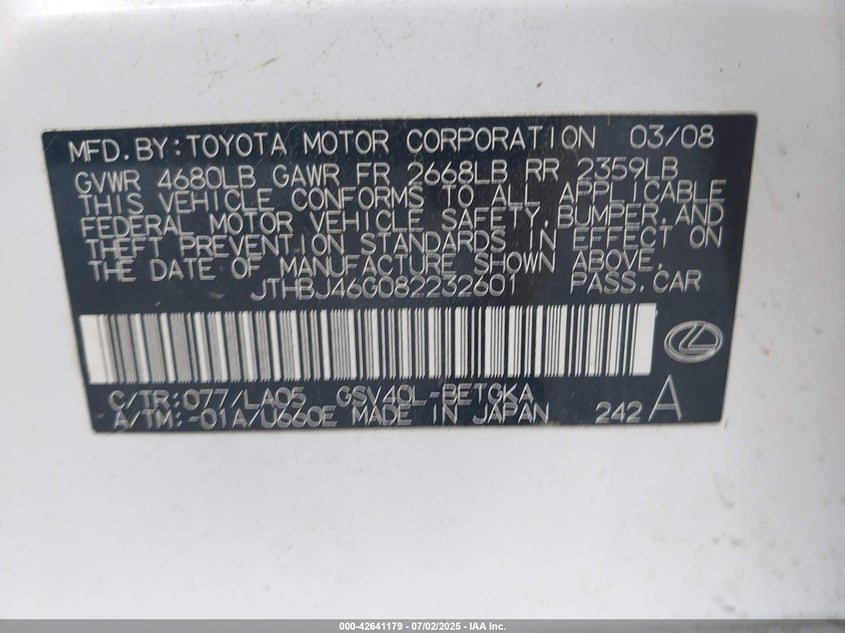 MFD.BY:TOYOTA MOTOR CORPORATION 03/08
GVWR 4680LB GAWR FR 2668LB RR 2359LB
THIS VEHICLE CONFORMS TO ALL APPLICABLE
FEDERAL MOTOR VEHICLE SAFETY,BUMPER,AND
THEFT PREVENTION STANDARDS IN EFFECT ON
THE DATE OF MANUFACTURE SHOWN ABOVE.
JTHBJ46G082232601 PASS.CAR
C/TR:077/LA05 GSV40L-BETGKA
A/TM:-01A/U660E MADE IN JAPAN 242 A
000-42641179 - 07/02/2025 - IAA Inc.